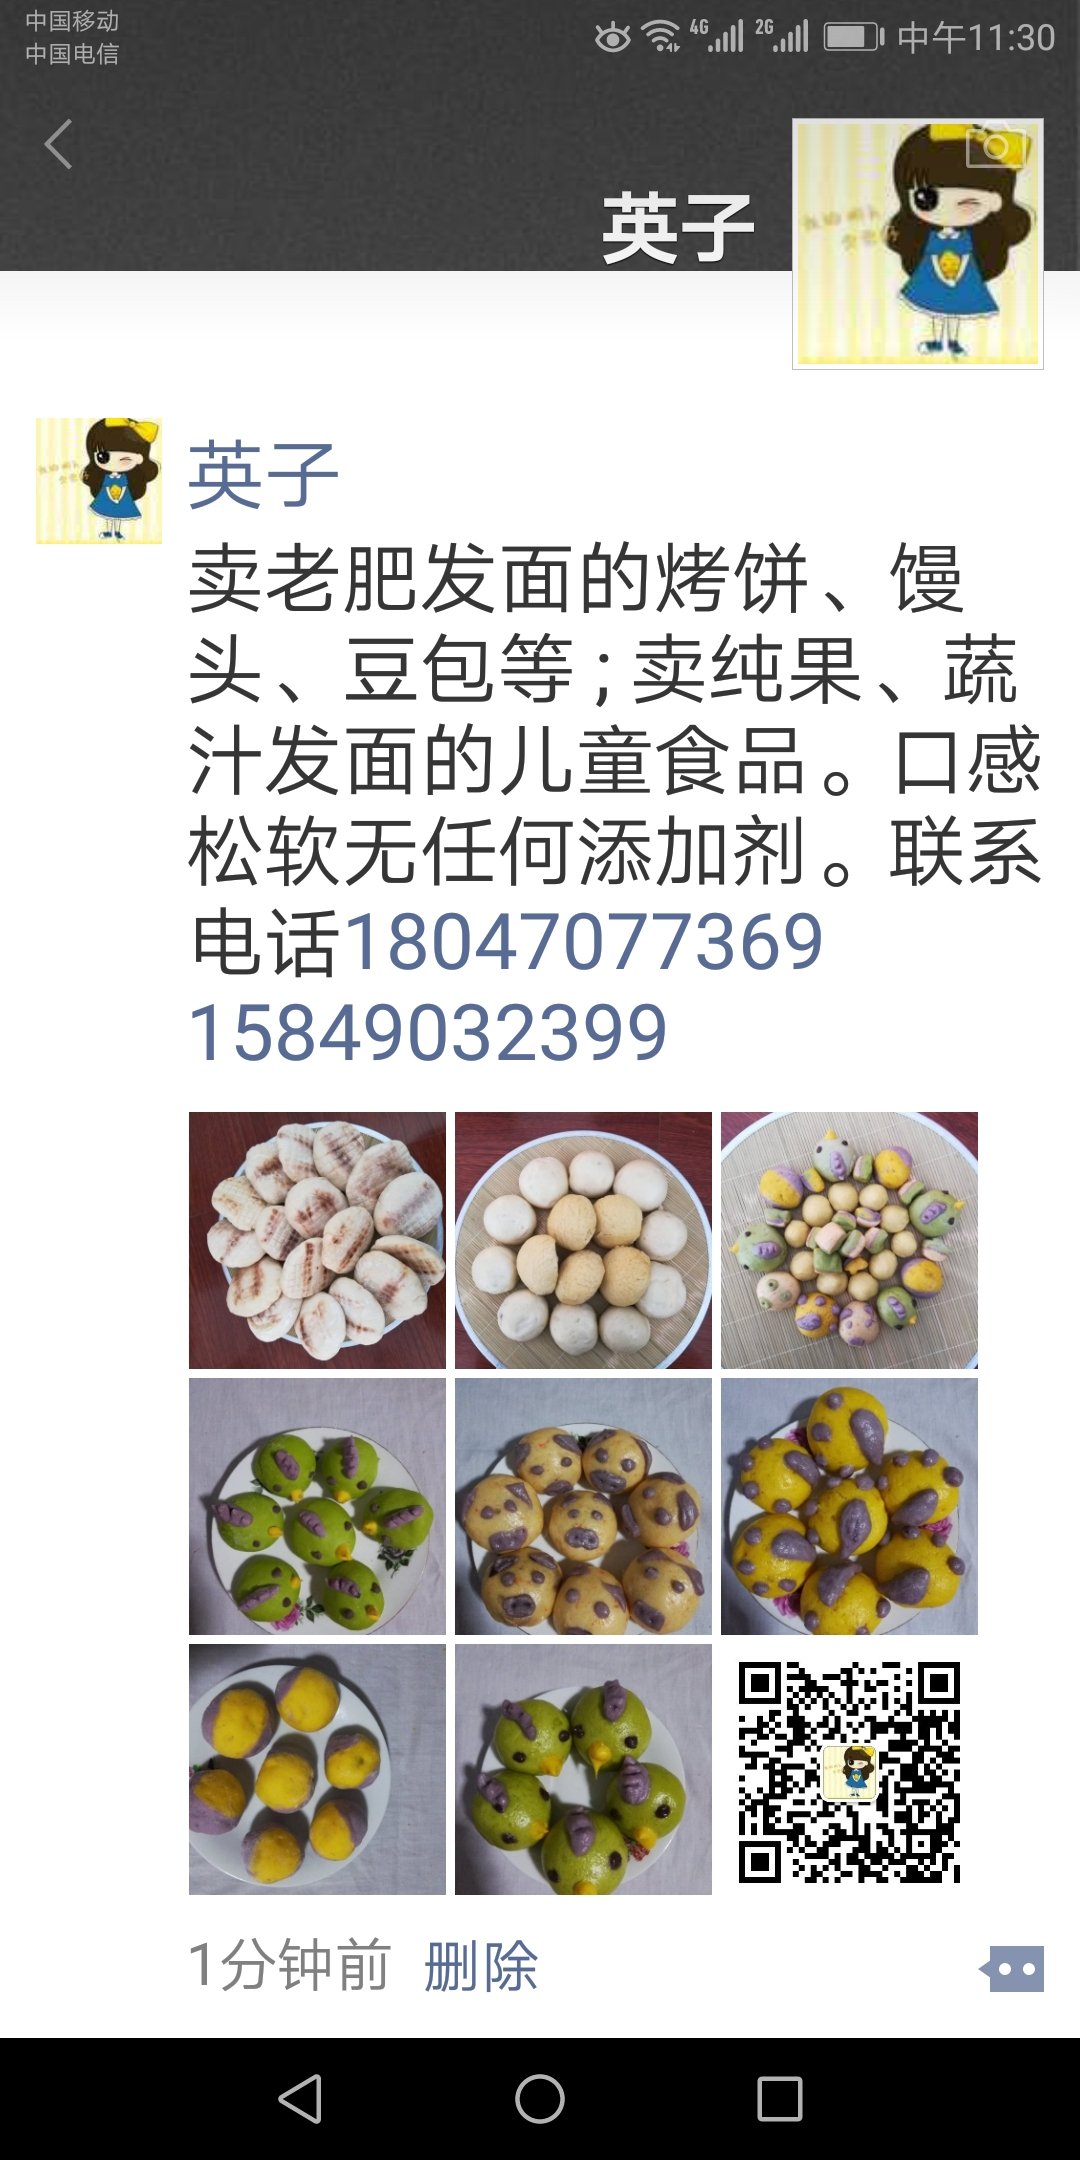 中国移动
中国电信
4G 2G 中午11:30
英子
英子
卖老肥发面的烤饼、馒
头、豆包等;卖纯果、蔬
汁发面的儿童食品。口感
松软无任何添加剂。联系
电话18047077369
15849032399
1分钟前 删除